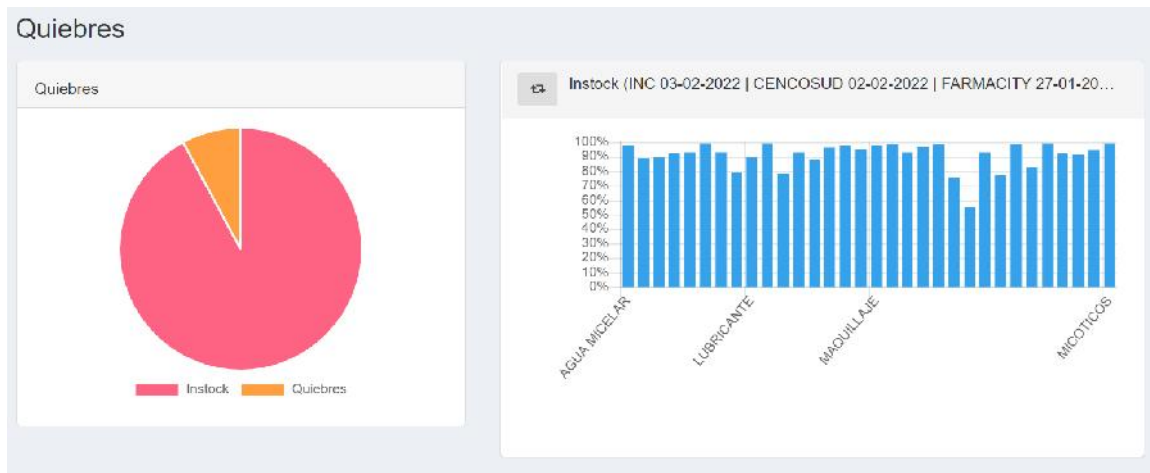 Quiebres
Quiebres
Instock
Quiebres
Instock (INC 03-02-2022 | CENCOSUD 02-02-2022 | FARMACITY 27-01-20...
100%
90%
80%
70%
60%
50%
40%
30%
20%
10%
0%
AGUA MICELAR
LUBRICANTE
MAQUILLAJE
MICOTICOS